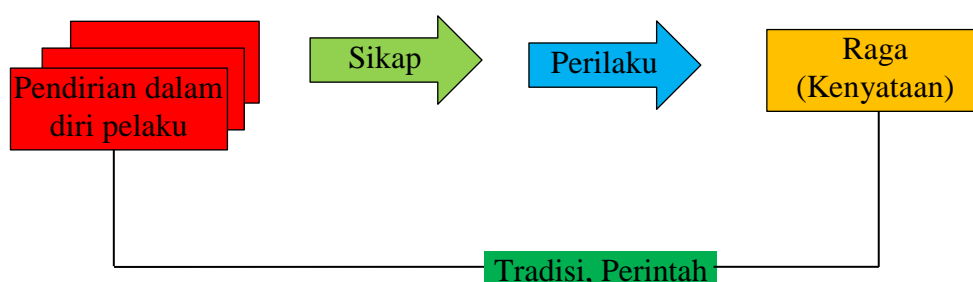 Pendirian dalam
diri pelaku
Sikap
Perilaku
Raga
(Kenyataan)
Tradisi, Perintah